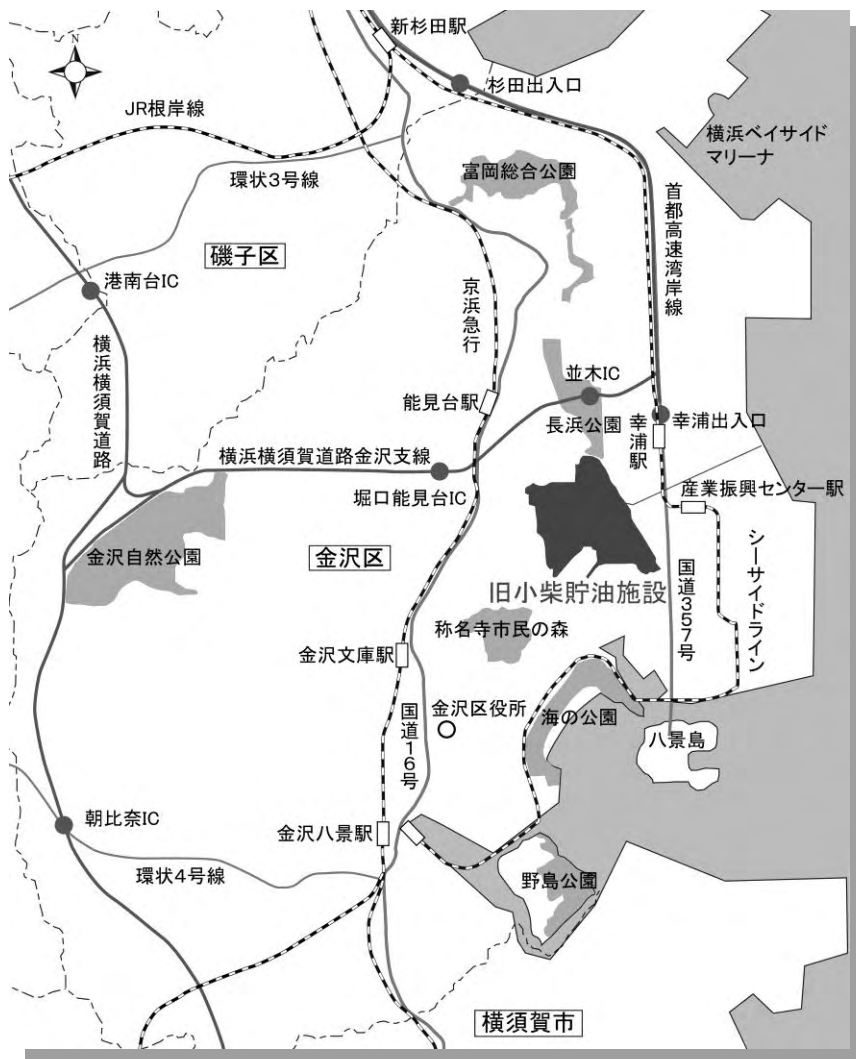 新杉田駅
N
杉田出入口
JR根岸線
横浜ベイサイド
マリーナ
富岡総合公園
環状3号線
首都高速湾岸線
磯子区
港南台IC
京浜急行
横浜横須賀道路
並木IC
能見台駅
長浜公園
幸浦出入口
幸浦駅
横浜横須賀道路金沢支線
産業振興センター駅
堀口能見台IC
シーサイドライン
金沢自然公園
金沢区
国道357号
旧小柴貯油施設
称名寺市民の森
金沢文庫駅
金沢区役所
海の公園
国道16号
八景島
朝比奈IC
金沢八景駅
環状4号線
野島公園
横須賀市